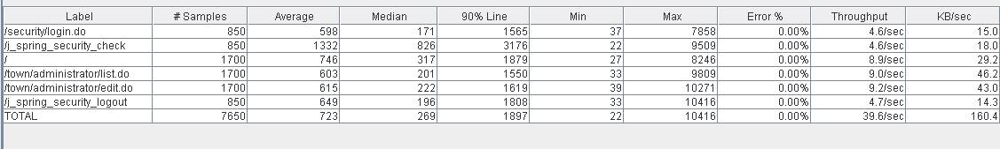 Label # Samples Average Median 90% Line Min Max Error % Throughput KB/sec
/security/login.do 850 598 171 1565 37 7858 0.00% 4.6/sec 15.0
/j_spring_security_check 850 1332 826 3176 22 9509 0.00% 4.6/sec 18.0
/ 1700 746 317 1879 27 8246 0.00% 8.9/sec 29.2
/town/administrator/list.do 1700 603 201 1550 33 9809 0.00% 9.0/sec 46.2
/town/administrator/edit.do 1700 615 222 1619 39 10271 0.00% 9.2/sec 43.0
/j_spring_security_logout 850 649 196 1808 33 10416 0.00% 4.7/sec 14.3
TOTAL 7650 723 269 1897 22 10416 0.00% 39.6/sec 160.4